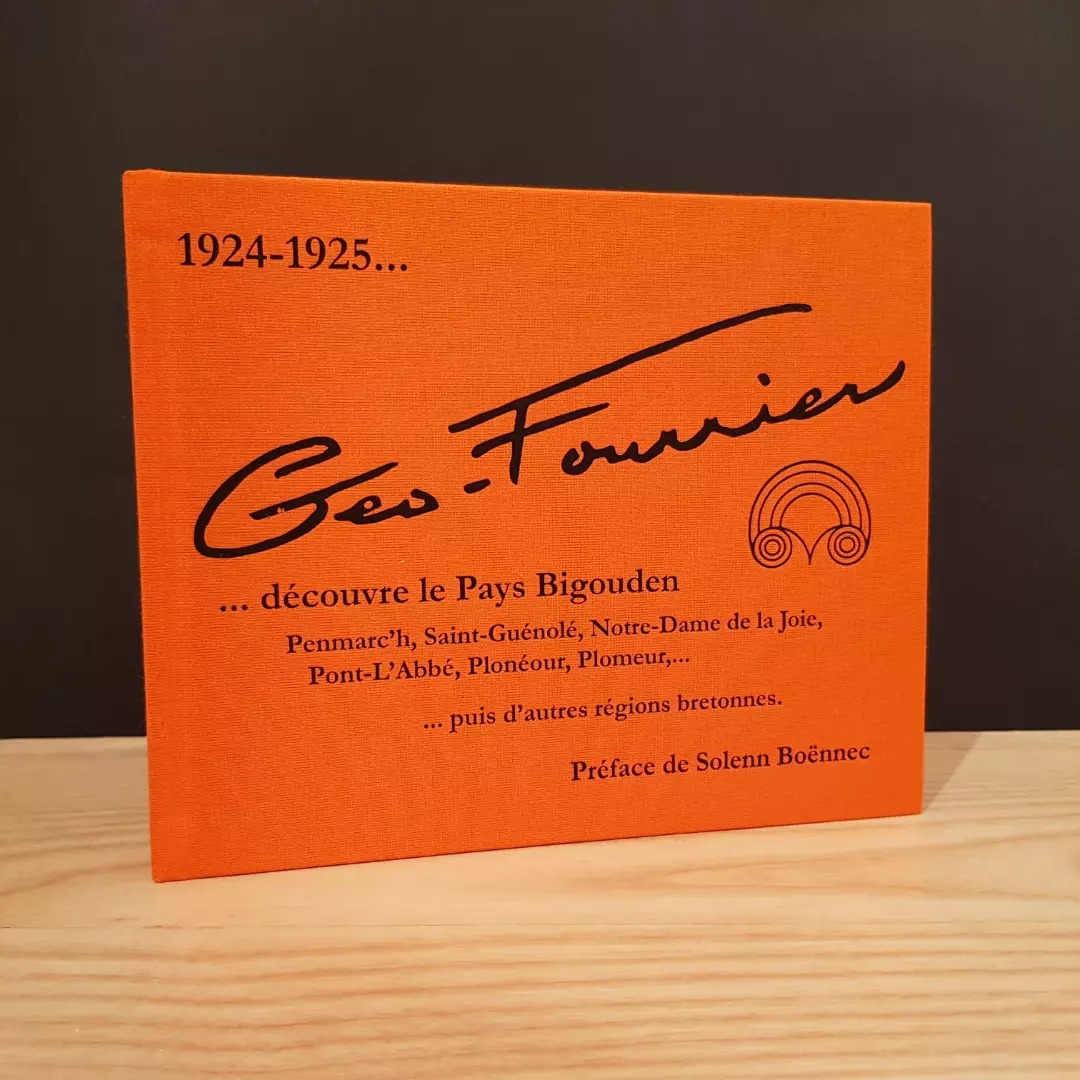 1924-1925...
Geo-Fourrier
... découvre le Pays Bigouden
Penmarc’h, Saint-Guénolé, Notre-Dame de la Joie,
Pont-L’Abbé, Plonéour, Plomeur,...
... puis d’autres régions bretonnes.
Préface de Solenn Boënnec